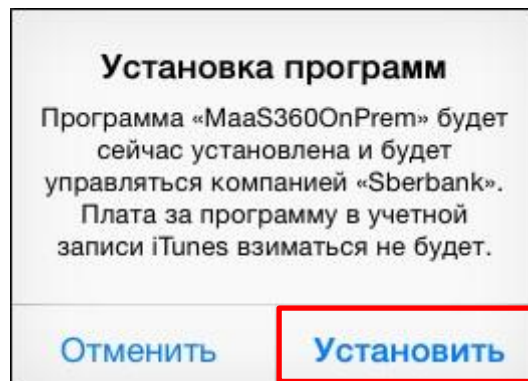 Установка программ
Программа «MaaS360OnPrem» будет
сейчас установлена и будет
управляться компанией «Sberbank».
Плата за программу в учетной
записи iTunes взиматься не будет.
Отменить Установить